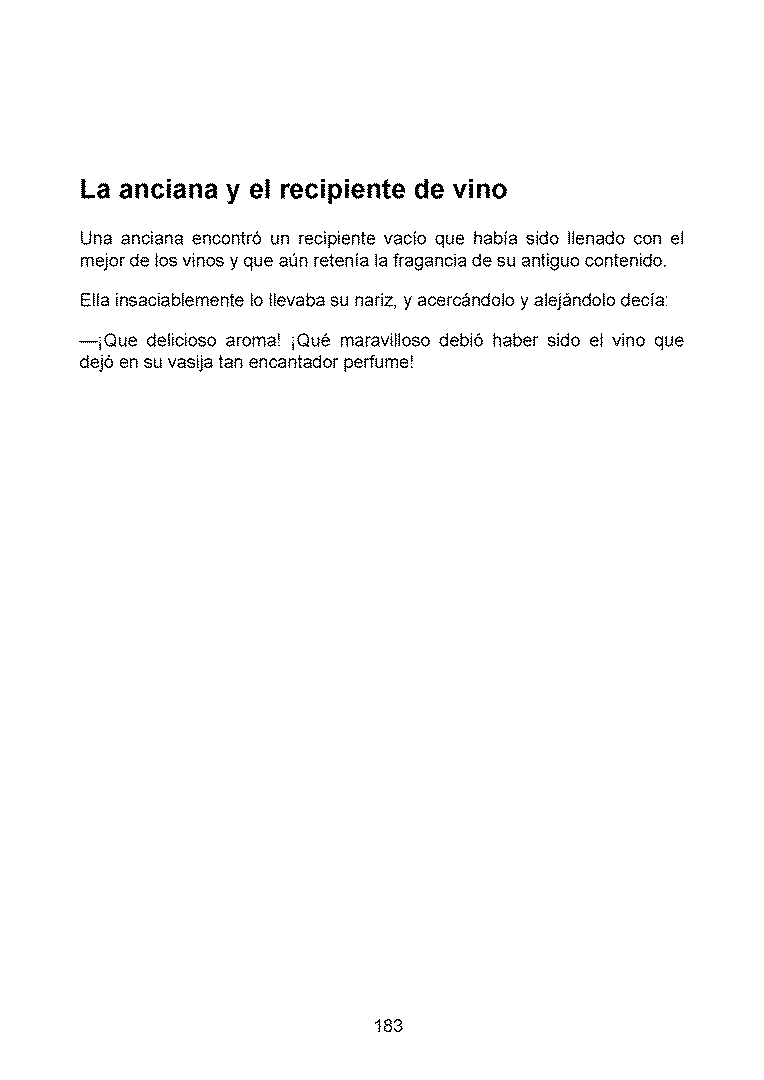 La anciana y el recipiente de vino
Una anciana encontró un recipiente vacío que había sido llenado con el
mejor de los vinos y que aún retenía la fragancia de su antiguo contenido.
Ella insaciablemente lo llevaba su nariz, y acercándolo y alejándolo decía:
—¡Que delicioso aroma! ¡Qué maravilloso debió haber sido el vino que
dejó en su vasija tan encantador perfume!
183